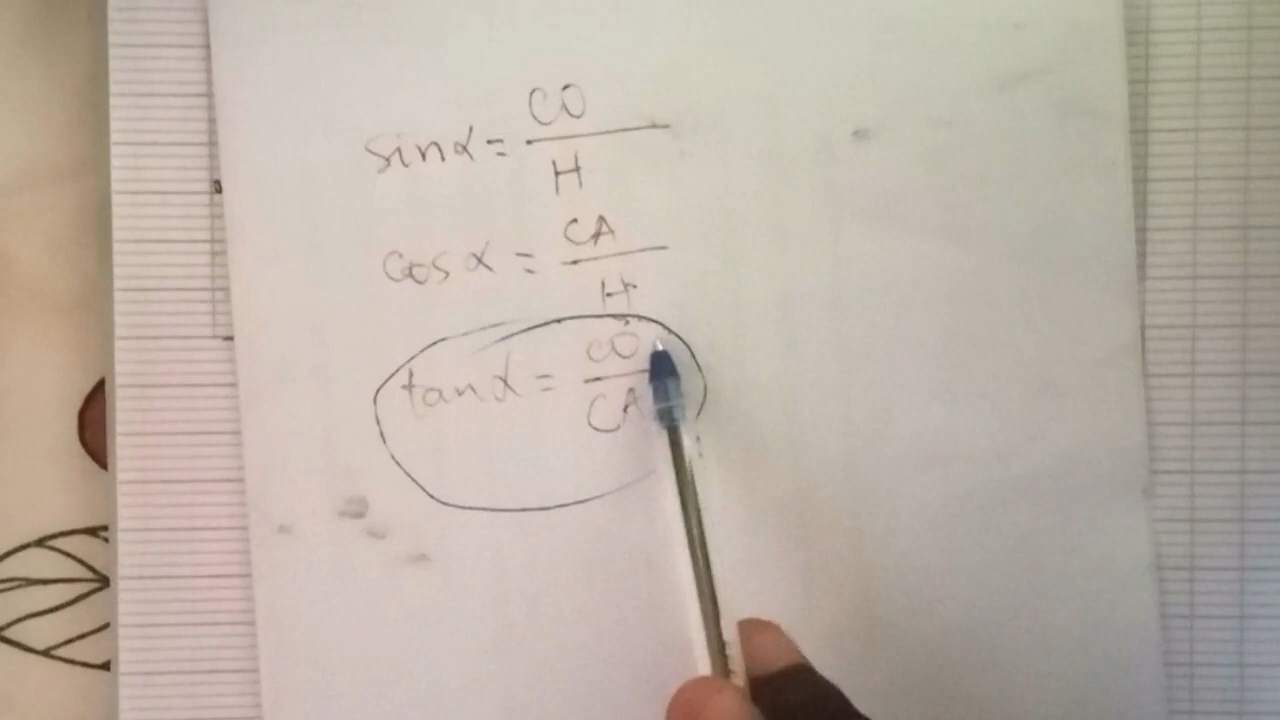 sinα = CO/H
cosα = CA/H
tanα = CO/CA